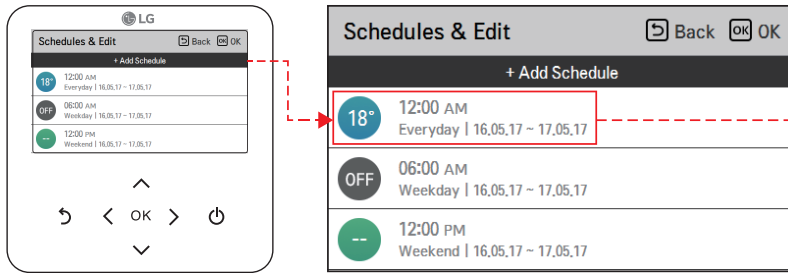 LG
Schedules & Edit Back OK OK
+ Add Schedule
18°
12:00 AM
Everyday | 16.05.17 ~ 17.05.17
OFF
06:00 AM
Weekday | 16.05.17 ~ 17.05.17
--
12:00 PM
Weekend | 16.05.17 ~ 17.05.17
OK
Schedules & Edit Back OK OK
+ Add Schedule
18°
12:00 AM
Everyday | 16.05.17 ~ 17.05.17
OFF
06:00 AM
Weekday | 16.05.17 ~ 17.05.17
--
12:00 PM
Weekend | 16.05.17 ~ 17.05.17